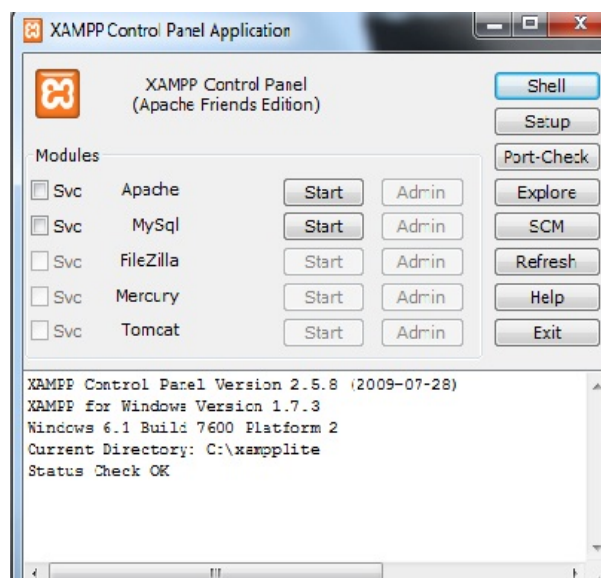 XAMPP Control Panel Application
XAMPP Control Panel
(Apache Friends Edition)
Shell
Setup
Port-Check
Modules
Svc Apache Start Admin Explore
Svc MySql Start Admin SCM
Svc FileZilla Start Admin Refresh
Svc Mercury Start Admin Help
Svc Tomcat Start Admin Exit
XAMPP Control Panel Version 2.5.8 (2009-07-28)
XAMPP for Windows Version 1.7.3
Windows 6.1 Build 7600 Platform 2
Current Directory: C:\xampplite
Status Check OK